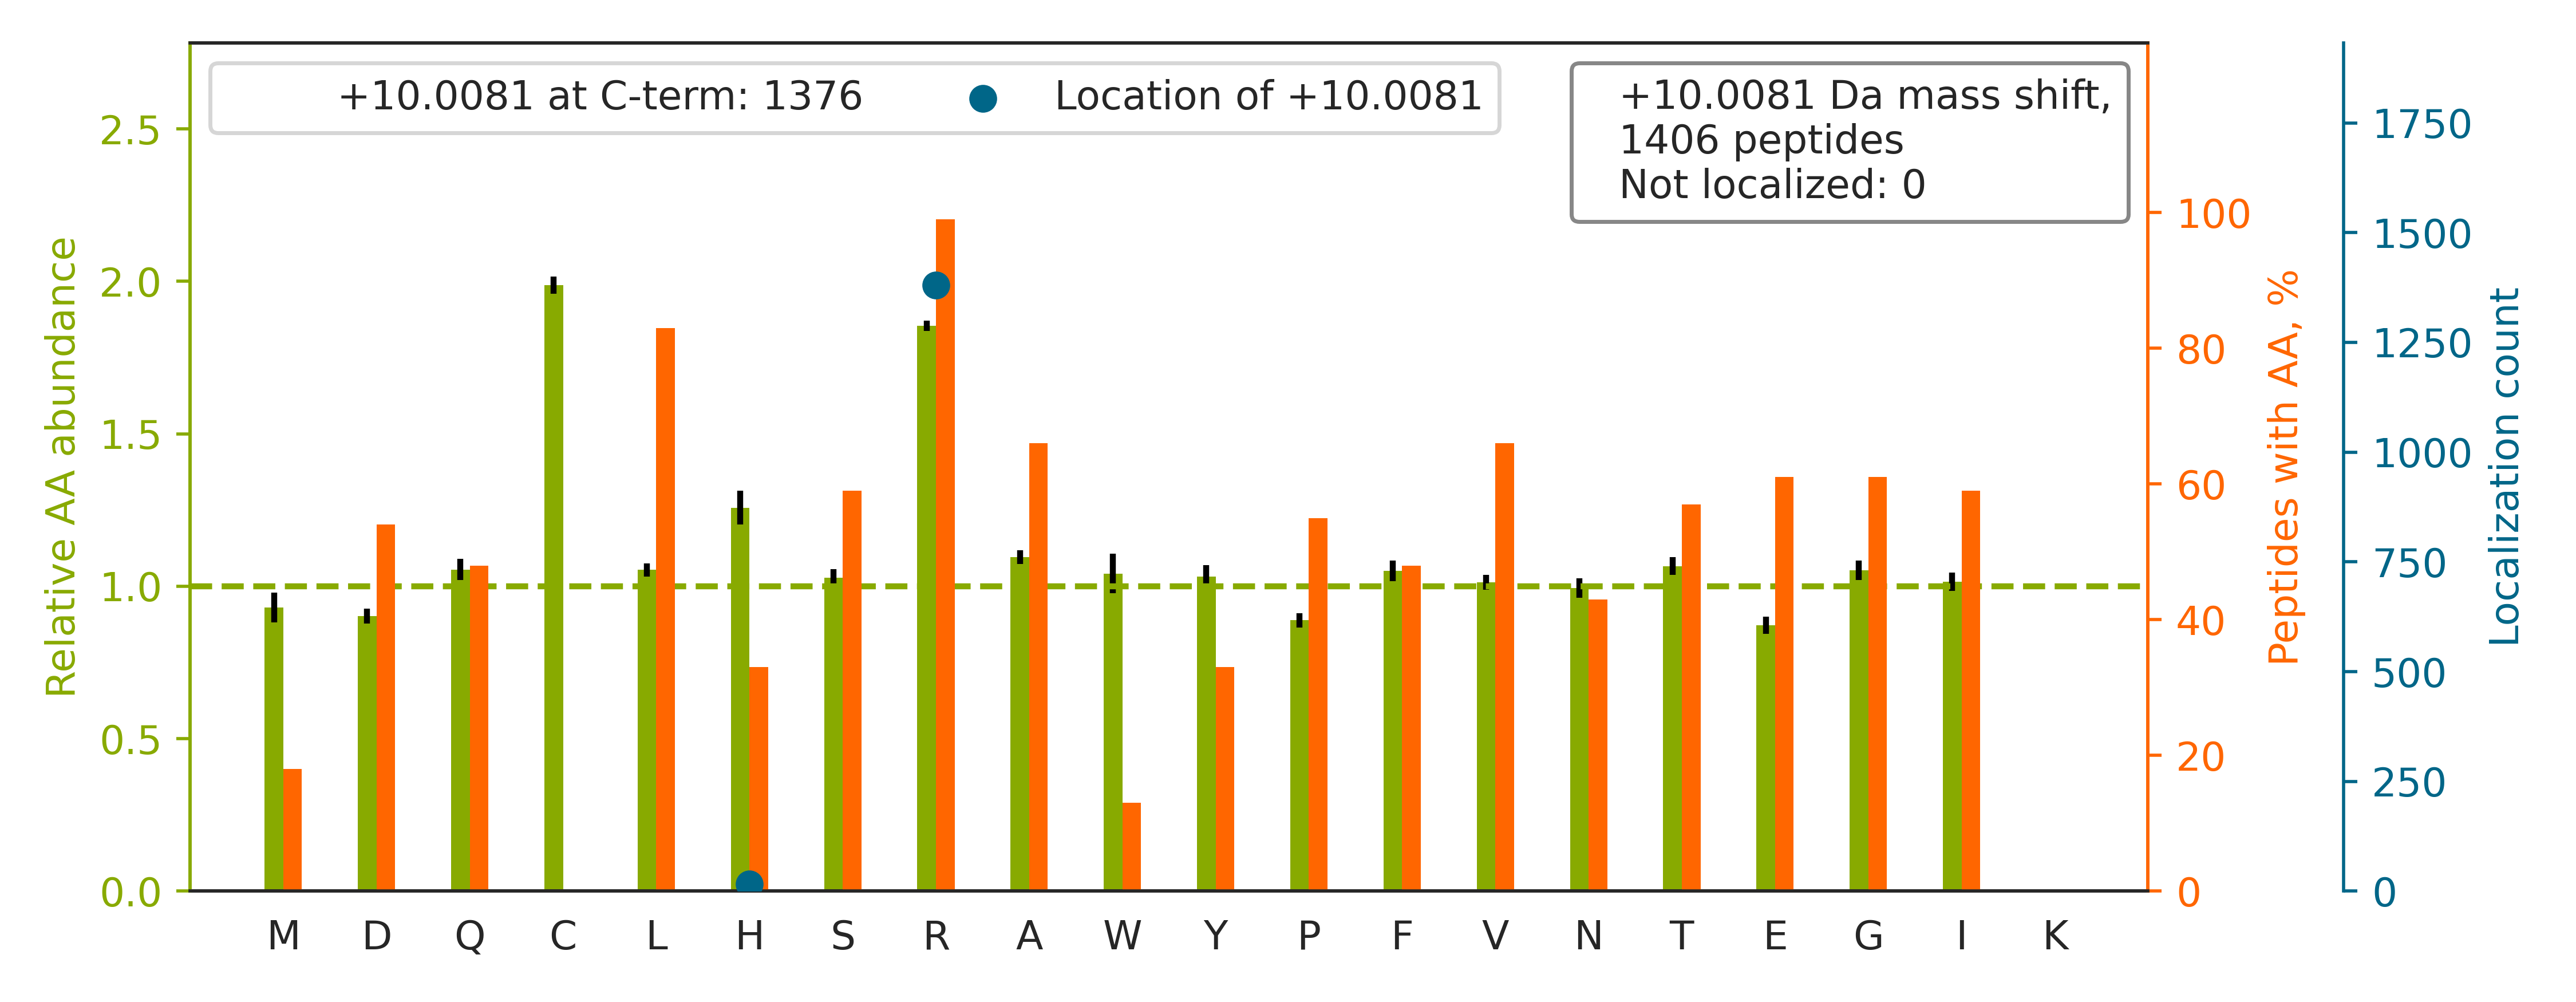 +10.0081 at C-term: 1376
Location of +10.0081
+10.0081 Da mass shift,
1406 peptides
Not localized: 0
Relative AA abundance
2.5
2.0
1.5
1.0
0.5
0.0
M D Q C L H S R A W Y P F V N T E G I K
100
80
60
40
20
0
Peptides with AA, %
1750
1500
1250
1000
750
500
250
0
Localization count